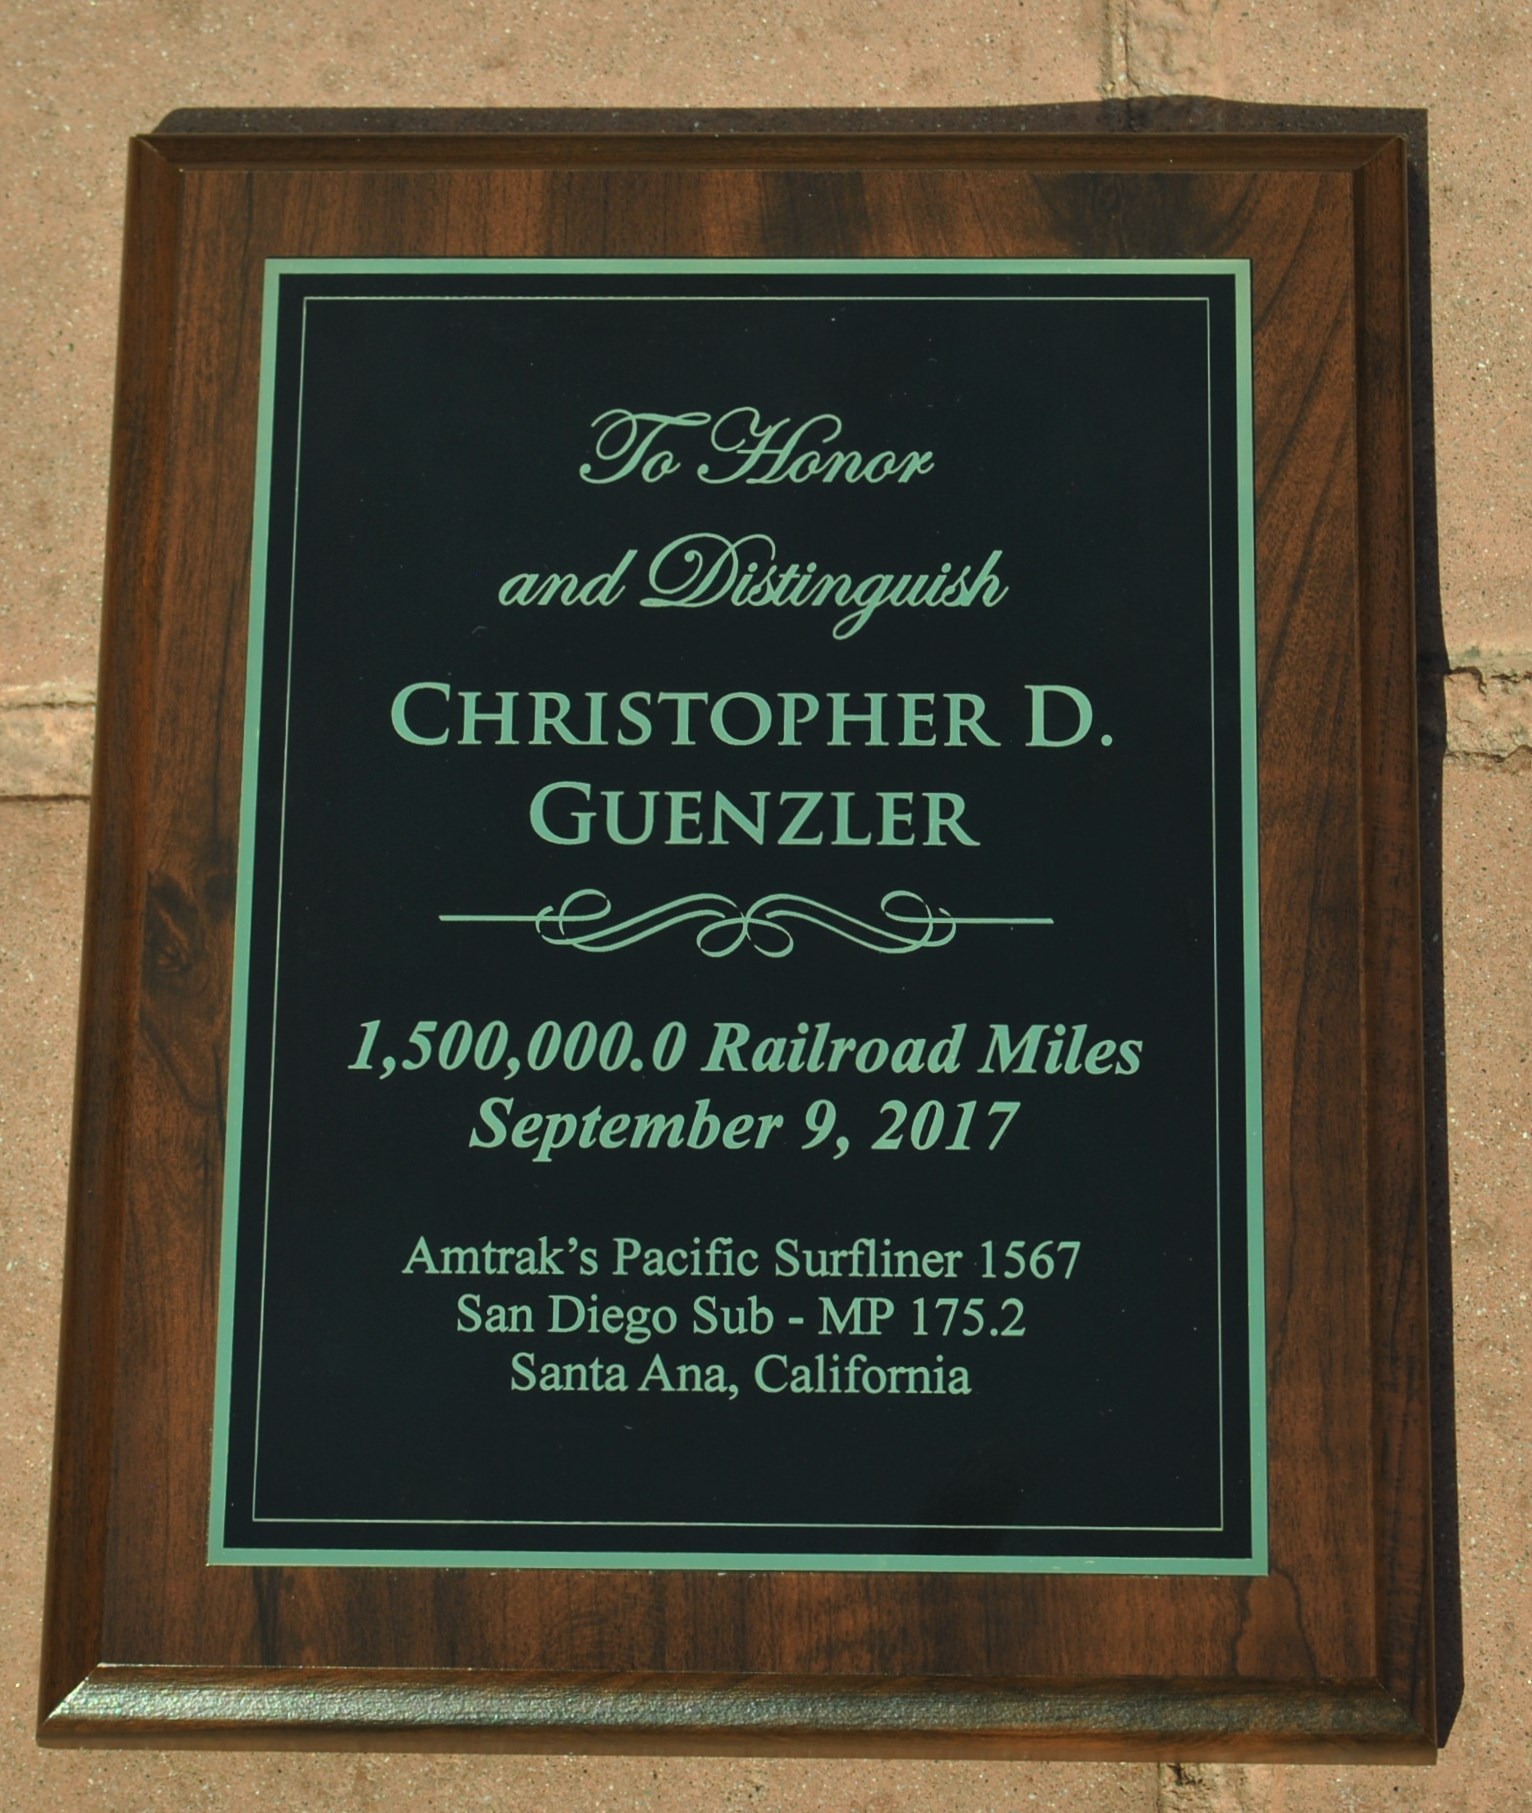 To Honor
and Distinguish
CHRISTOPHER D.
GUENZLER
1,500,000.0 Railroad Miles
September 9, 2017
Amtrak’s Pacific Surfliner 1567
San Diego Sub - MP 175.2
Santa Ana, California